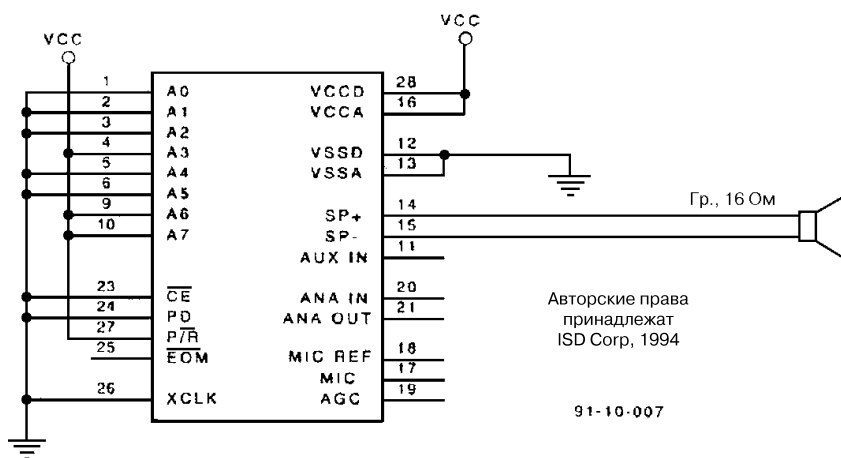 VCC
VCC
1 A0
2 A1
3 A2
4 A3
5 A4
6 A5
9 A6
10 A7
23 CE
24 PD
27 P/R
25 EOM
26 XCLK
VCCD 28
VCCA 16
VSSD 12
VSSA 13
SP+ 14
SP- 15
AUX IN 11
ANA IN 20
ANA OUT 21
MIC REF 18
MIC 17
AGC 19
Гр., 16 Ом
Авторские права
принадлежат
ISD Corp, 1994
91-10-007